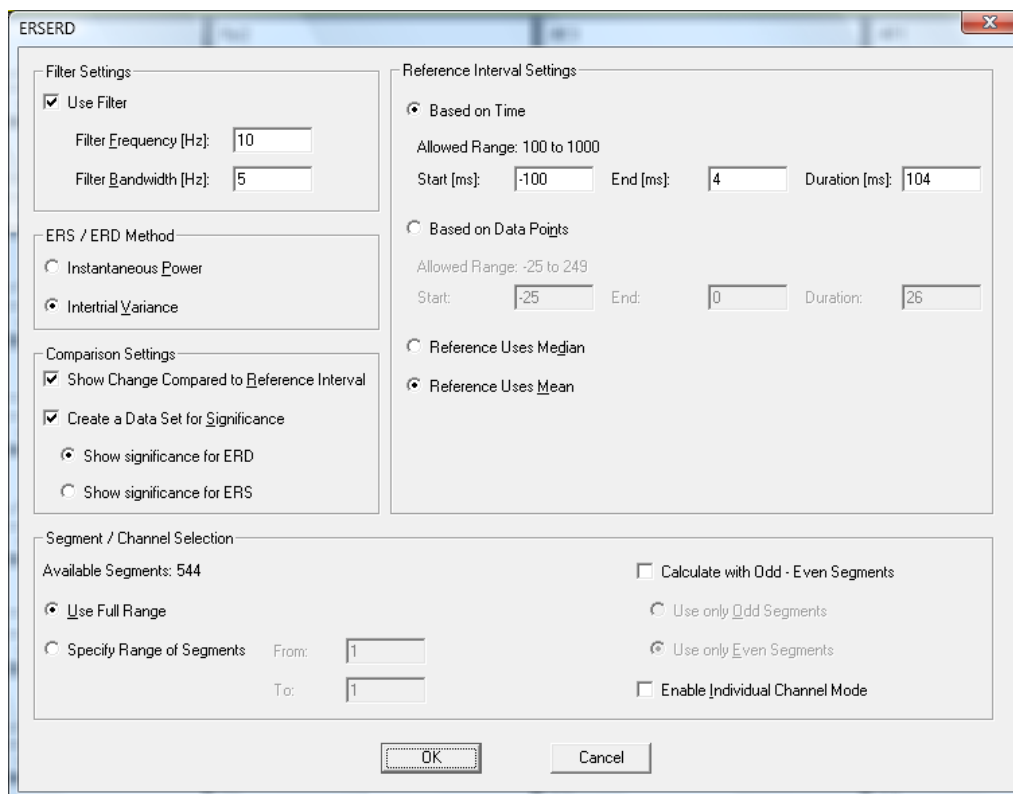 ERSERD
Filter Settings
Use Filter
Filter Frequency [Hz]: 10
Filter Bandwidth [Hz]: 5
ERS / ERD Method
Instantaneous Power
Intertrial Variance
Comparison Settings
Show Change Compared to Reference Interval
Create a Data Set for Significance
Show significance for ERD
Show significance for ERS
Reference Interval Settings
Based on Time
Allowed Range: 100 to 1000
Start [ms]: -100 End [ms]: 4 Duration [ms]: 104
Based on Data Points
Allowed Range: -25 to 249
Start: -25 End: 0 Duration: 26
Reference Uses Median
Reference Uses Mean
Segment / Channel Selection
Available Segments: 544
Use Full Range
Specify Range of Segments From: 1
To: 1
Calculate with Odd - Even Segments
Use only Odd Segments
Use only Even Segments
Enable Individual Channel Mode
OK Cancel